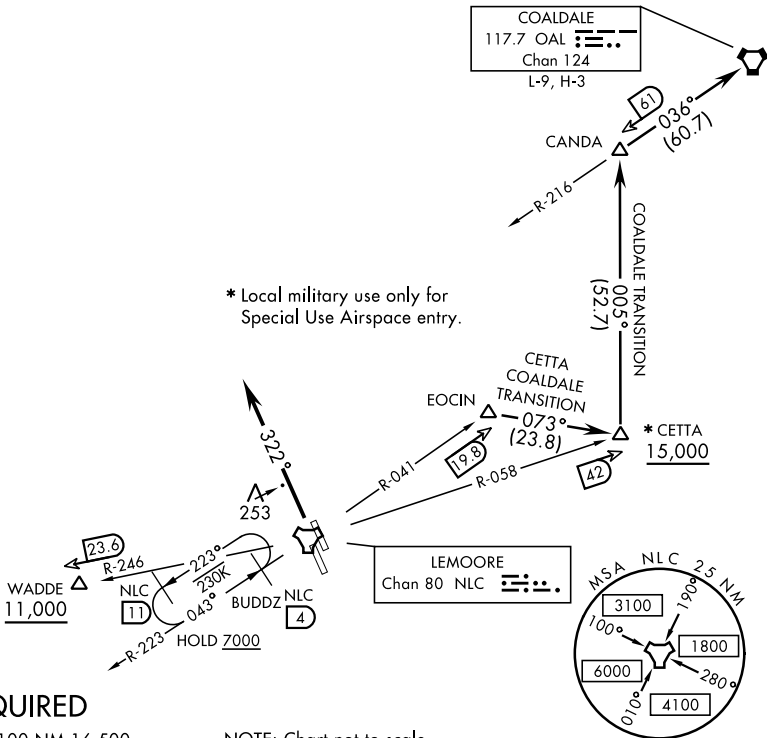 COALDALE
117.7 OAL
Chan 124
L-9, H-3
61
036°
(60.7)
CANDA
R-216
COALDALE TRANSITION
005°
(52.7)
* Local military use only for
Special Use Airspace entry.
CETTA
COALDALE
TRANSITION
EOCIN
073°
(23.8)
* CETTA
15,000
19.8
42
R-041
R-058
322°
253
LEMOORE
Chan 80 NLC
23.6
R-246
WADDE
11,000
NLC
11
223°
230K
043°
BUDDZ
NLC
4
R-223
HOLD 7000
MSA NLC 25 NM
3100
190°
100°
1800
6000
280°
010°
4100
QUIRED
100 NM 16,500
NOTE: Chart not to scale